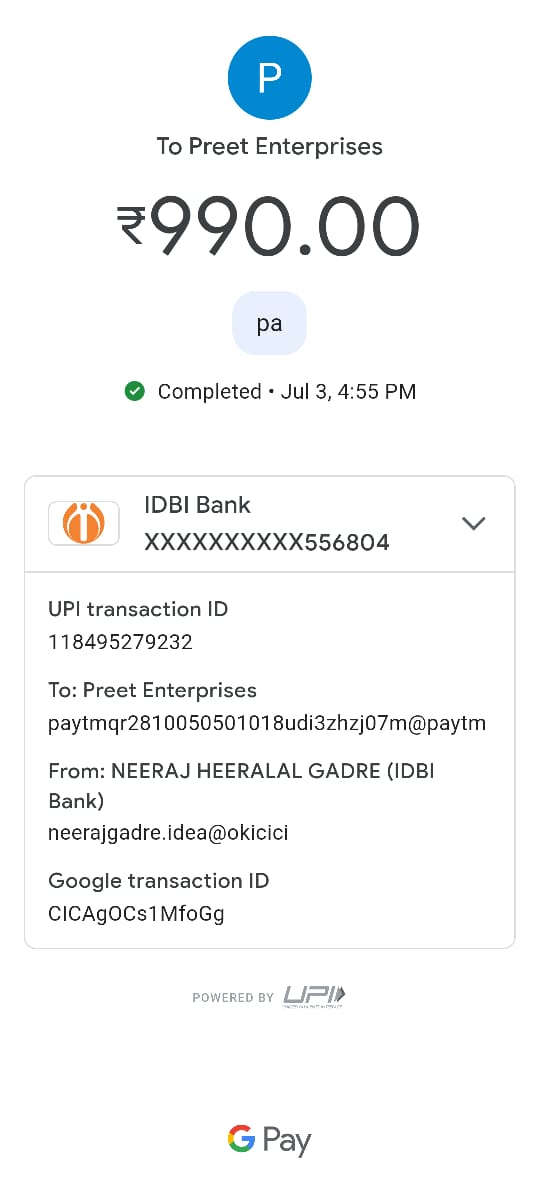 P
To Preet Enterprises
₹990.00
pa
Completed • Jul 3, 4:55 PM
IDBI Bank
XXXXXXXXXX556804
UPI transaction ID
118495279232
To: Preet Enterprises
paytmqr2810050501018udi3zhzj07m@paytm
From: NEERAJ HEERALAL GADRE (IDBI
Bank)
neerajgadre.idea@okicici
Google transaction ID
CICAgOCs1MfoGg
POWERED BY UPI
G Pay